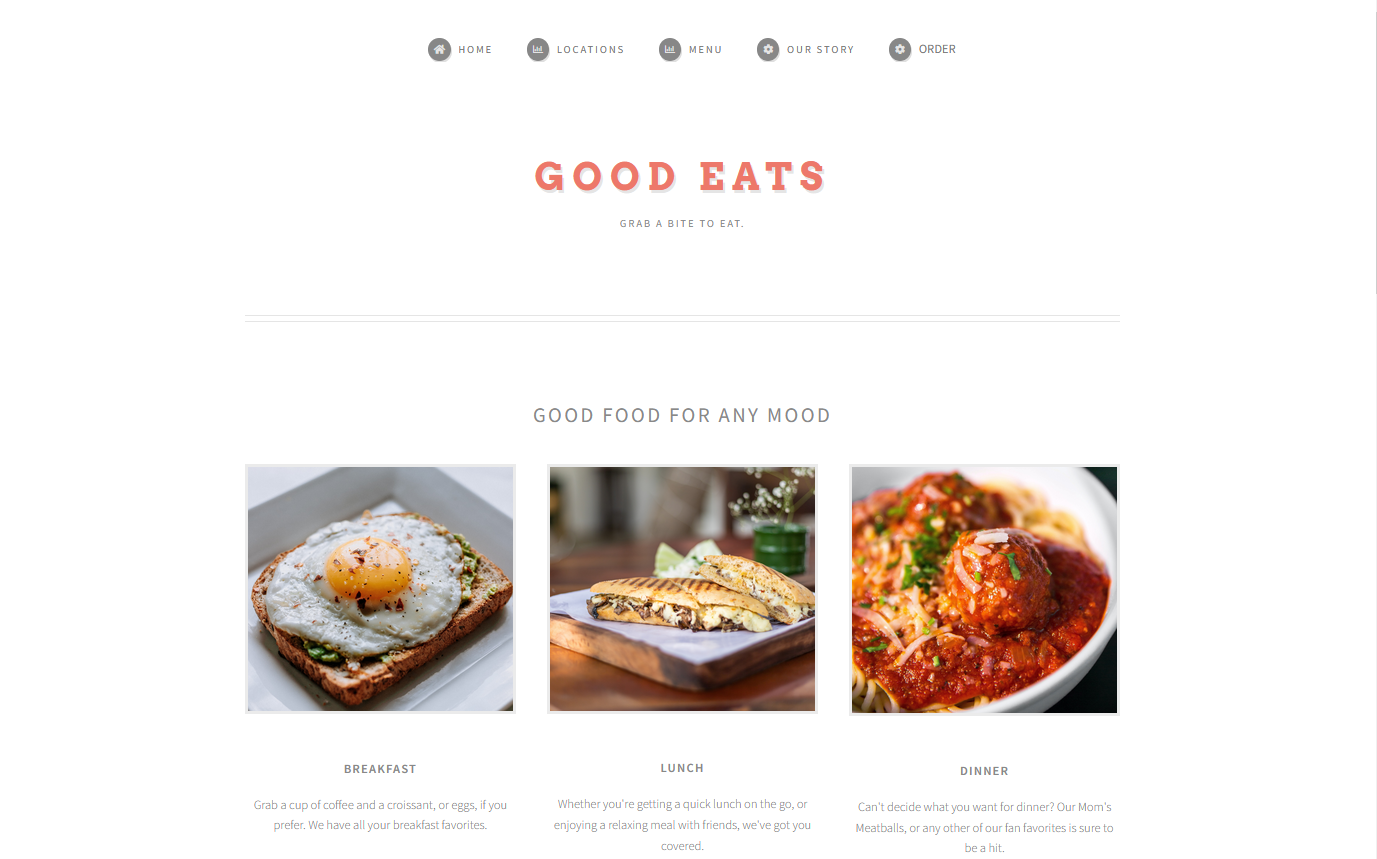 HOME LOCATIONS MENU OUR STORY ORDER
GOOD EATS
GRAB A BITE TO EAT.
GOOD FOOD FOR ANY MOOD
BREAKFAST
Grab a cup of coffee and a croissant, or eggs, if you
prefer. We have all your breakfast favorites.
LUNCH
Whether you're getting a quick lunch on the go, or
enjoying a relaxing meal with friends, we've got you
covered.
DINNER
Can't decide what you want for dinner? Our Mom's
Meatballs, or any other of our fan favorites is sure to
be a hit.